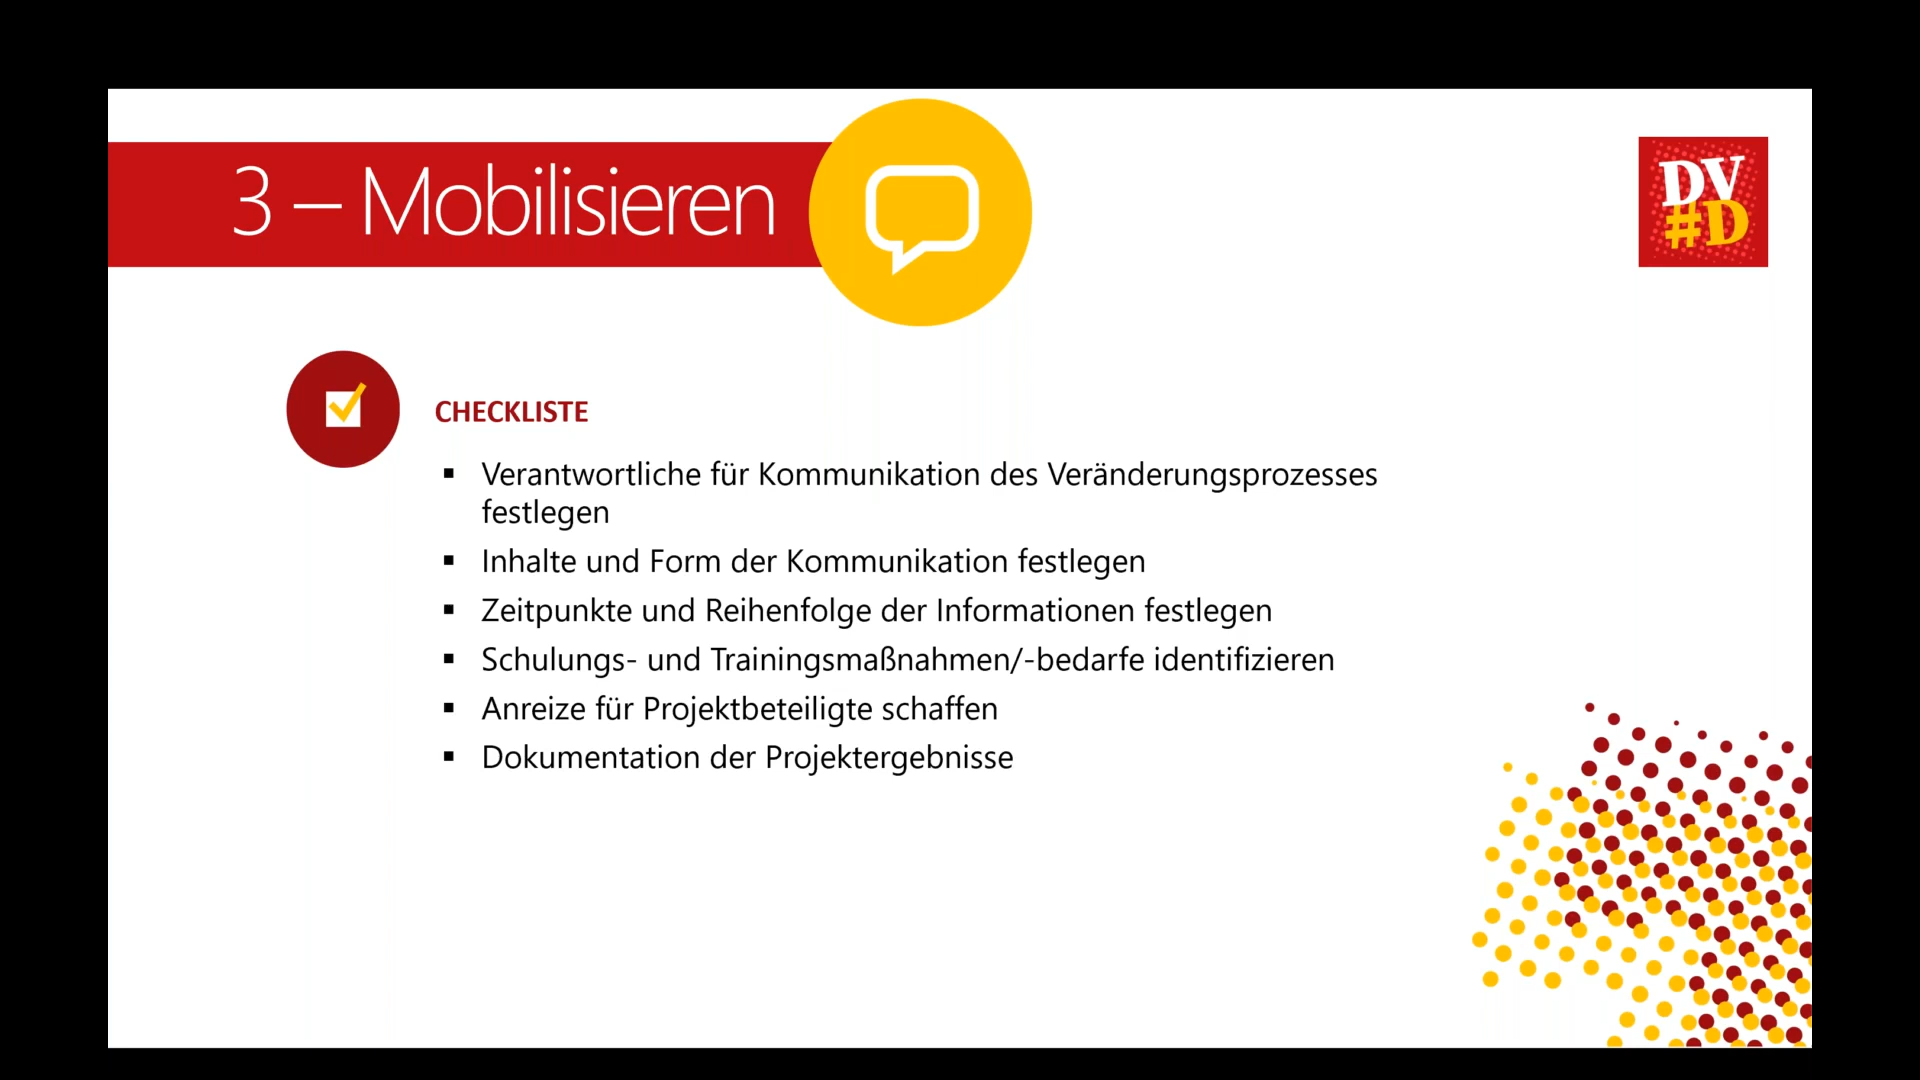 3 – Mobilisieren
DV
#D
CHECKLISTE
▪ Verantwortliche für Kommunikation des Veränderungsprozesses
festlegen
▪ Inhalte und Form der Kommunikation festlegen
▪ Zeitpunkte und Reihenfolge der Informationen festlegen
▪ Schulungs- und Trainingsmaßnahmen/-bedarfe identifizieren
▪ Anreize für Projektbeteiligte schaffen
▪ Dokumentation der Projektergebnisse